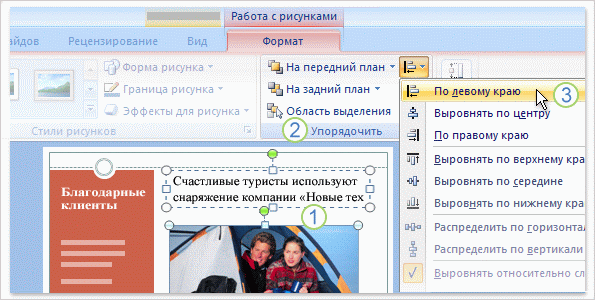 Работа с рисунками
айдов Рецензирование Вид Формат
Форма рисунка
Граница рисунка
Эффекты для рисунка
Стили рисунков
На передний план
На задний план
Область выделения
2 Упорядочить
По левому краю 3
Выровнять по центру
По правому краю
Выровнять по верхнему кра
Выровнять по середине
Выровнять по нижнему кра
Распределить по горизонтал
Распределить по вертикали
Выровнять относительно сл
Благодарные
клиенты
Счастливые туристы используют
снаряжение компании «Новые тех
1